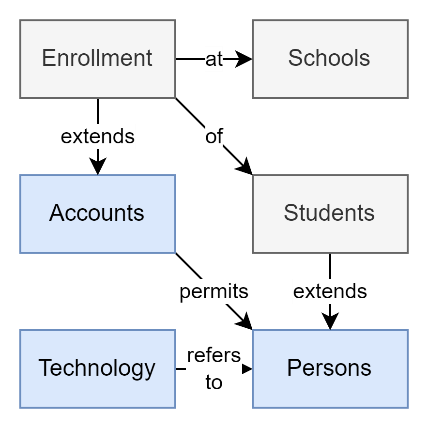 Enrollment
at
Schools
extends
of
Accounts
Students
permits
extends
Technology
refers
to
Persons